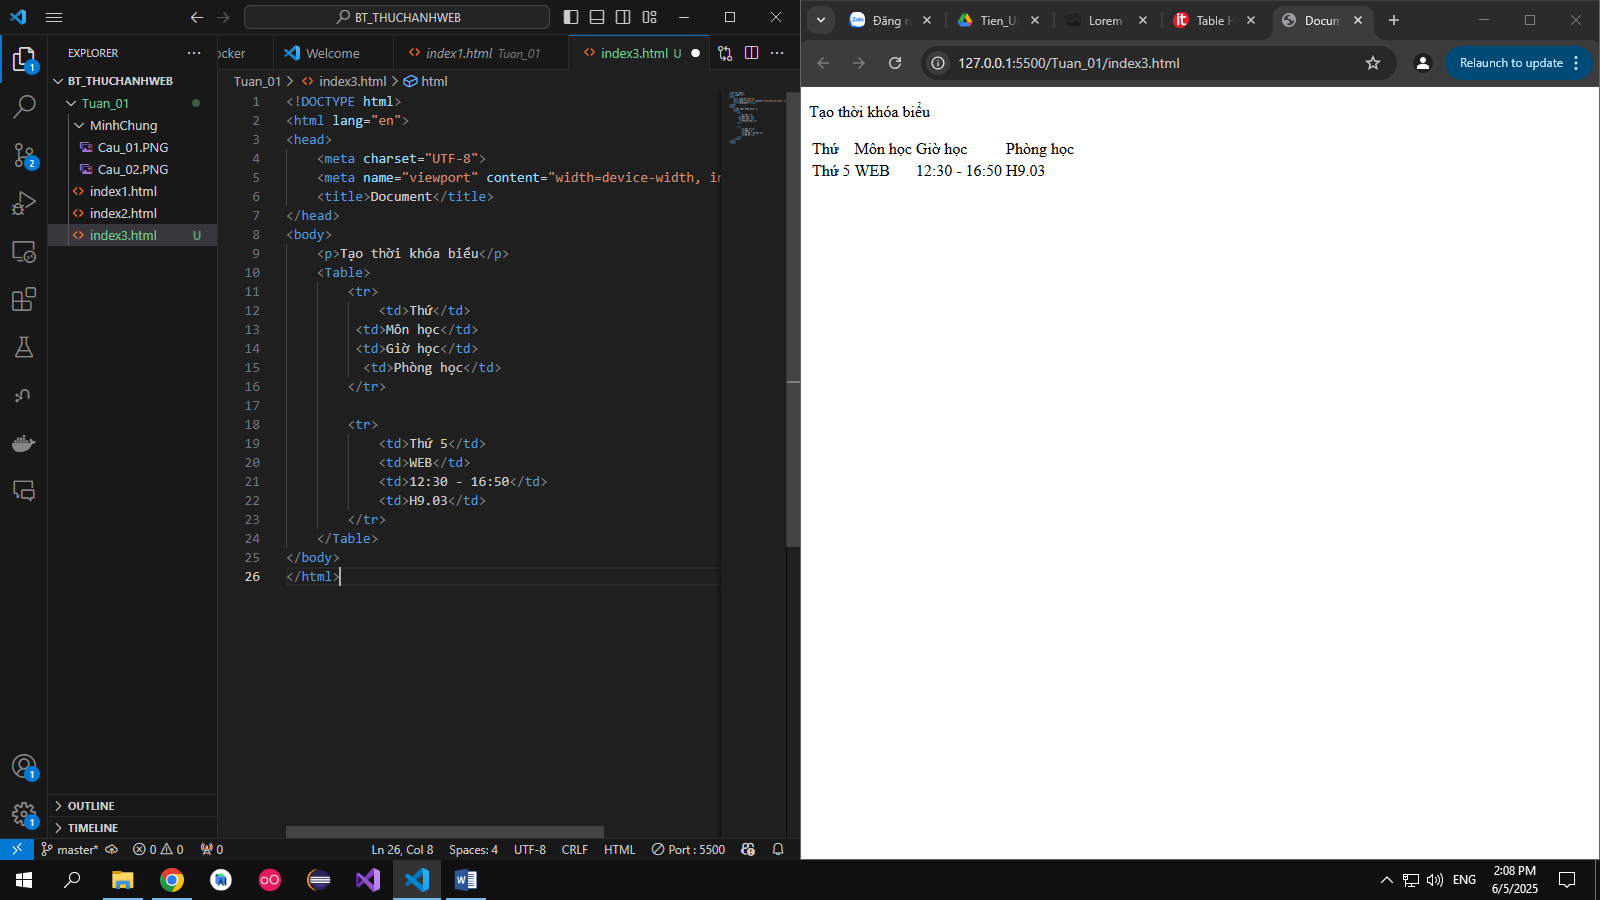 BT_THUCHANHWEB
EXPLORER
BT_THUCHANHWEB
Tuan_01
MinhChung
Cau_01.PNG
Cau_02.PNG
index1.html
index2.html
index3.html U
OUTLINE
TIMELINE
ocker
Welcome
index1.html Tuan_01
index3.html U
Tuan_01 > index3.html > html
1 <!DOCTYPE html>
2 <html lang="en">
3 <head>
4 <meta charset="UTF-8">
5 <meta name="viewport" content="width=device-width, in
6 <title>Document</title>
7 </head>
8 <body>
9 <p>Tạo thời khóa biểu</p>
10 <Table>
11 <tr>
12 <td>Thứ</td>
13 <td>Môn học</td>
14 <td>Giờ học</td>
15 <td>Phòng học</td>
16 </tr>
17
18 <tr>
19 <td>Thứ 5</td>
20 <td>WEB</td>
21 <td>12:30 - 16:50</td>
22 <td>H9.03</td>
23 </tr>
24 </Table>
25 </body>
26 </html>
master* 0 0 0 Ln 26, Col 8 Spaces: 4 UTF-8 CRLF HTML Port : 5500
Zalo Đăng n
Tien_U
Lorem
it Table H
Docum
127.0.0.1:5500/Tuan_01/index3.html
Relaunch to update
Tạo thời khóa biểu
Thứ Môn học Giờ học Phòng học
Thứ 5 WEB 12:30 - 16:50 H9.03
ENG
2:08 PM
6/5/2025